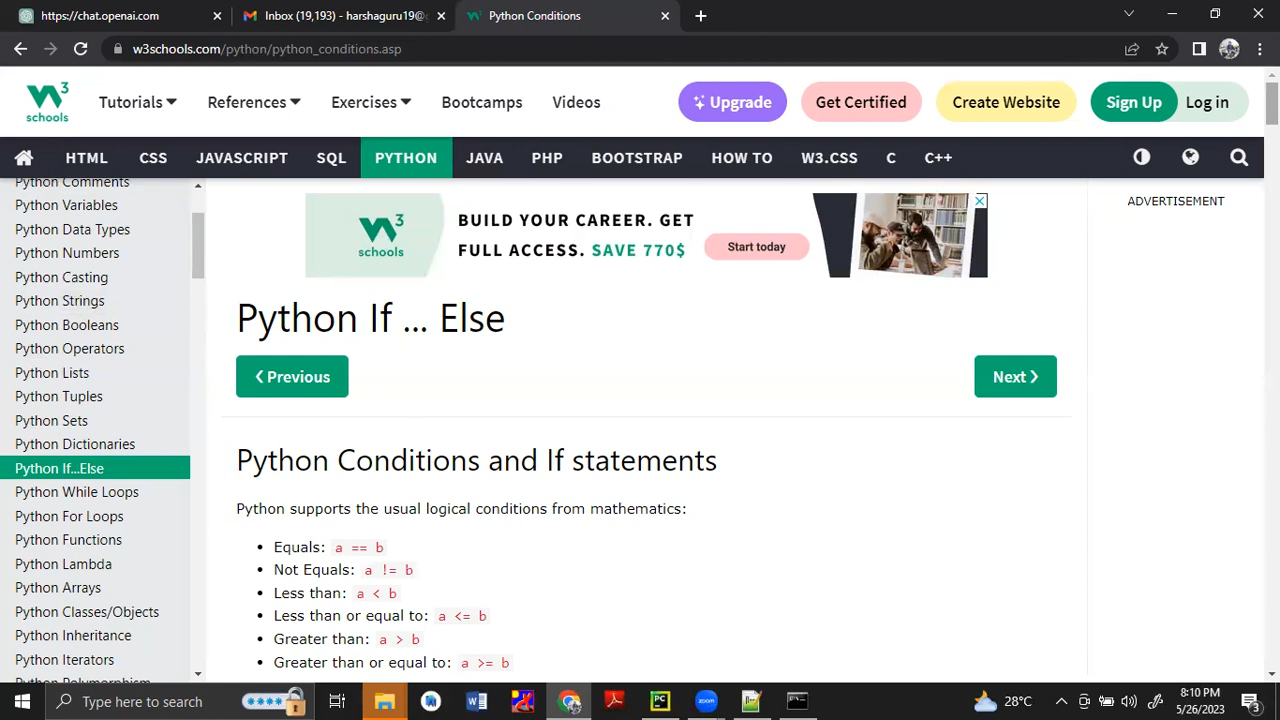 https://chat.openai.com
Inbox (19,193) - harshaguru19@g
Python Conditions
w3schools.com/python/python_conditions.asp
W3 schools
Tutorials
References
Exercises
Bootcamps
Videos
Upgrade
Get Certified
Create Website
Sign Up
Log in
HTML
CSS
JAVASCRIPT
SQL
PYTHON
JAVA
PHP
BOOTSTRAP
HOW TO
W3.CSS
C
C++
Python Comments
Python Variables
Python Data Types
Python Numbers
Python Casting
Python Strings
Python Booleans
Python Operators
Python Lists
Python Tuples
Python Sets
Python Dictionaries
Python If...Else
Python While Loops
Python For Loops
Python Functions
Python Lambda
Python Arrays
Python Classes/Objects
Python Inheritance
Python Iterators
Python Polymorphism
W3 schools
BUILD YOUR CAREER. GET
FULL ACCESS. SAVE 770$
Start today
ADVERTISEMENT
Python If ... Else
❮ Previous
Next ❯
Python Conditions and If statements
Python supports the usual logical conditions from mathematics:
• Equals: a == b
• Not Equals: a != b
• Less than: a < b
• Less than or equal to: a <= b
• Greater than: a > b
• Greater than or equal to: a >= b
Type here to search
28°C
8:10 PM
5/26/2023
3